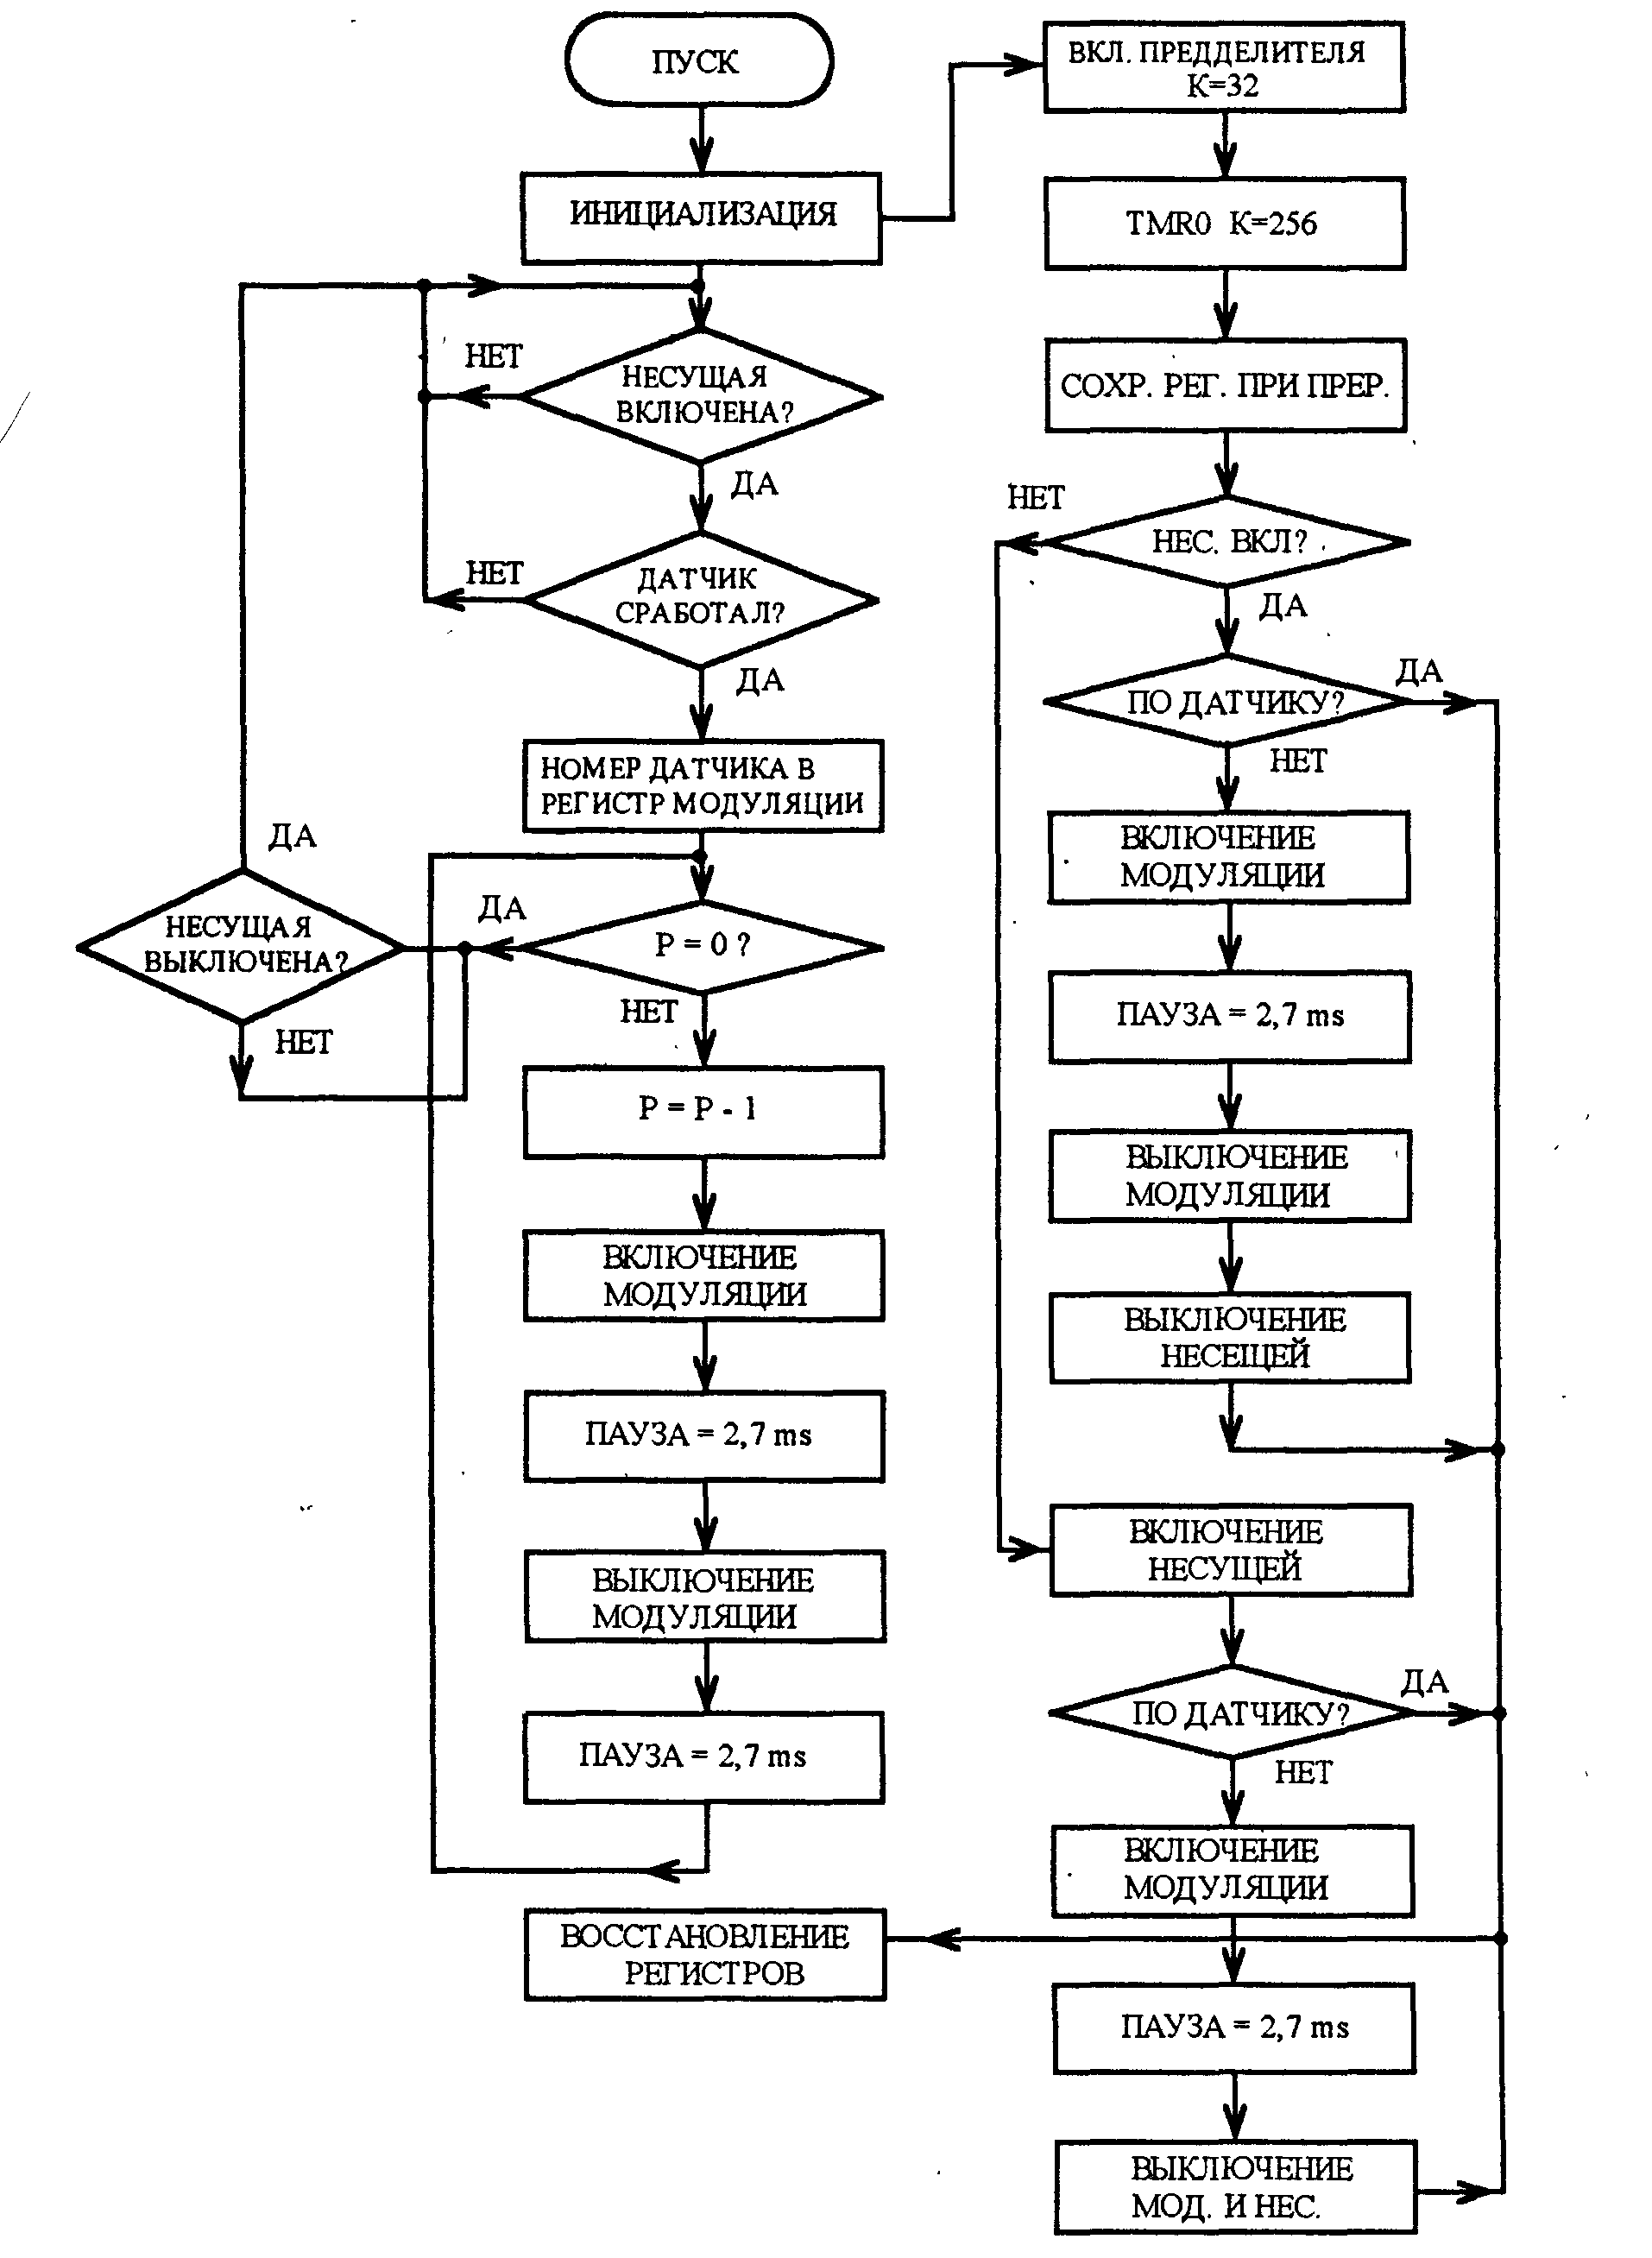 ПУСК
ИНИЦИАЛИЗАЦИЯ
НЕТ
НЕСУЩАЯ
ВКЛЮЧЕНА?
ДА
НЕТ
ДАТЧИК
СРАБОТАЛ?
ДА
НОМЕР ДАТЧИКА В
РЕГИСТР МОДУЛЯЦИИ
ДА
НЕСУЩАЯ
ВЫКЛЮЧЕНА?
НЕТ
ДА
Р = 0 ?
НЕТ
Р = Р - 1
ВКЛЮЧЕНИЕ
МОДУЛЯЦИИ
ПАУЗА = 2,7 ms
ВЫКЛЮЧЕНИЕ
МОДУЛЯЦИИ
ПАУЗА = 2,7 ms
ВОССТАНОВЛЕНИЕ
РЕГИСТРОВ
ВКЛ. ПРЕДДЕЛИТЕЛЯ
К=32
TMR0 К=256
СОХР. РЕГ. ПРИ ПРЕР.
НЕТ
НЕС. ВКЛ?
ДА
ПО ДАТЧИКУ?
ДА
НЕТ
ВКЛЮЧЕНИЕ
МОДУЛЯЦИИ
ПАУЗА = 2,7 ms
ВЫКЛЮЧЕНИЕ
МОДУЛЯЦИИ
ВЫКЛЮЧЕНИЕ
НЕСЕЩЕЙ
ВКЛЮЧЕНИЕ
НЕСУЩЕЙ
ПО ДАТЧИКУ?
ДА
НЕТ
ВКЛЮЧЕНИЕ
МОДУЛЯЦИИ
ПАУЗА = 2,7 ms
ВЫКЛЮЧЕНИЕ
МОД. И НЕС.